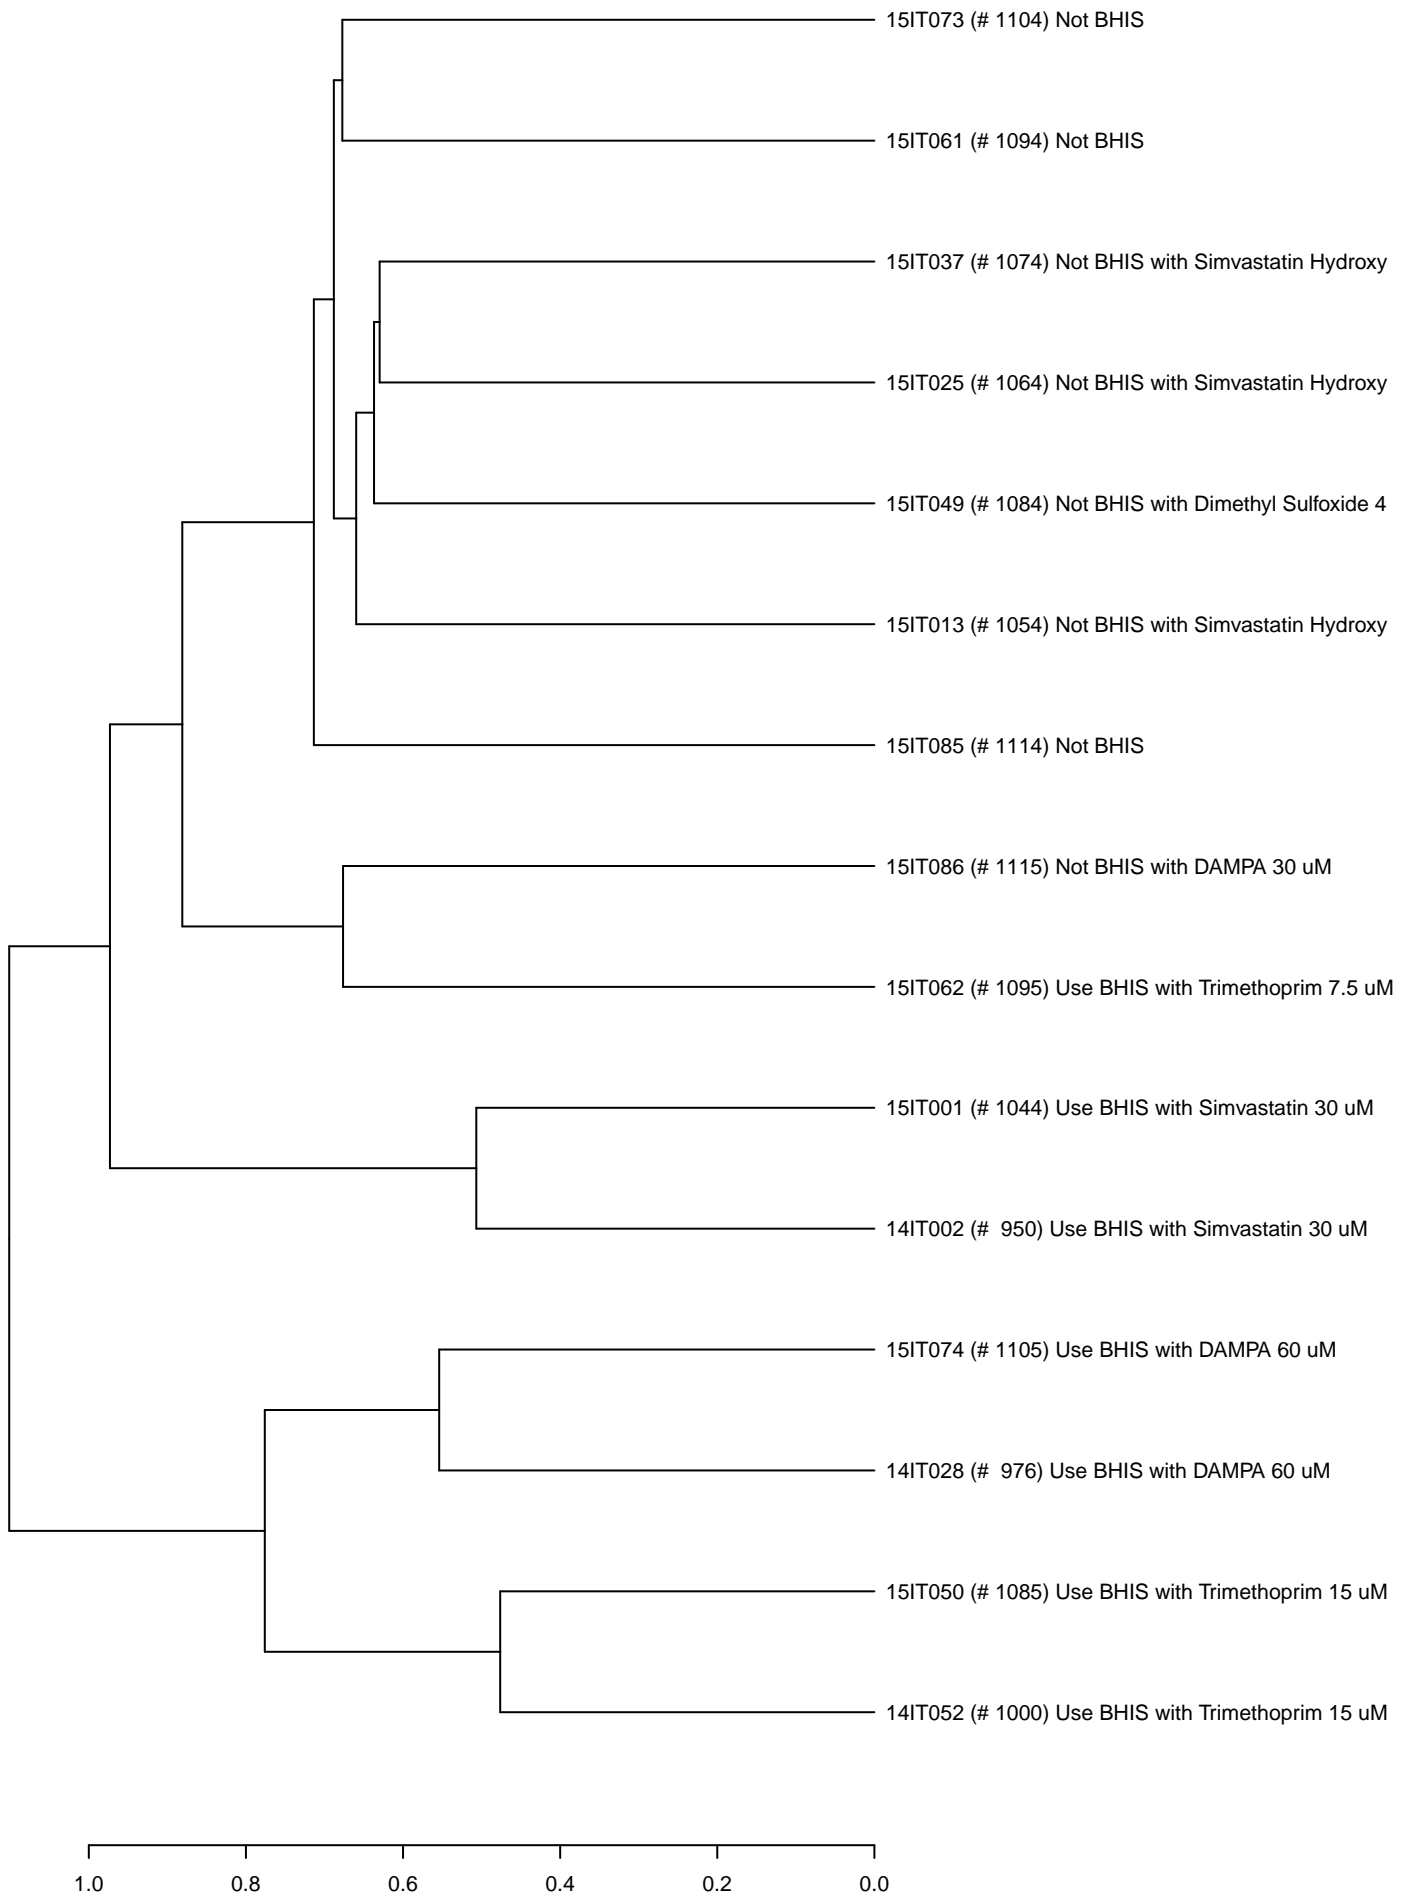 15IT073 (# 1104) Not BHIS
15IT061 (# 1094) Not BHIS
15IT037 (# 1074) Not BHIS with Simvastatin Hydroxy
15IT025 (# 1064) Not BHIS with Simvastatin Hydroxy
15IT049 (# 1084) Not BHIS with Dimethyl Sulfoxide 4
15IT013 (# 1054) Not BHIS with Simvastatin Hydroxy
15IT085 (# 1114) Not BHIS
15IT086 (# 1115) Not BHIS with DAMPA 30 uM
15IT062 (# 1095) Use BHIS with Trimethoprim 7.5 uM
15IT001 (# 1044) Use BHIS with Simvastatin 30 uM
14IT002 (#  950) Use BHIS with Simvastatin 30 uM
15IT074 (# 1105) Use BHIS with DAMPA 60 uM
14IT028 (#  976) Use BHIS with DAMPA 60 uM
15IT050 (# 1085) Use BHIS with Trimethoprim 15 uM
14IT052 (# 1000) Use BHIS with Trimethoprim 15 uM
1.0 0.8 0.6 0.4 0.2 0.0